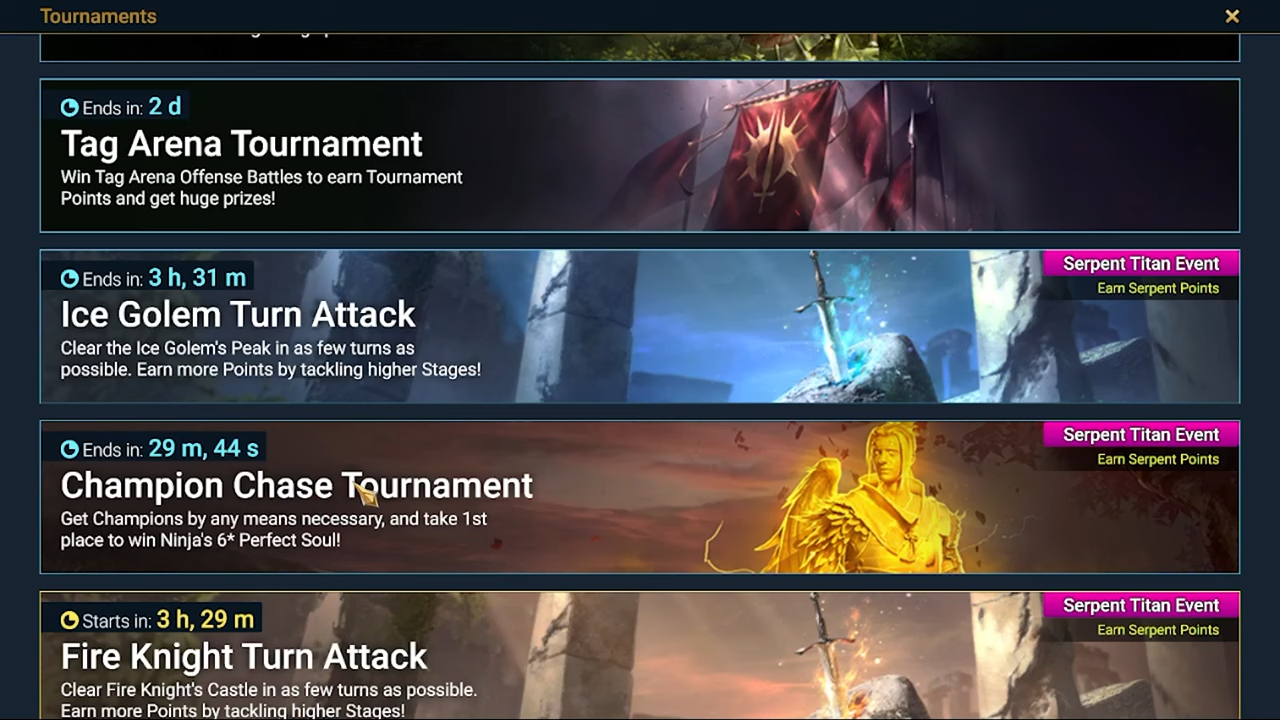 Tournaments
Ends in: 2 d
Tag Arena Tournament
Win Tag Arena Offense Battles to earn Tournament
Points and get huge prizes!
Ends in: 3 h, 31 m
Serpent Titan Event
Earn Serpent Points
Ice Golem Turn Attack
Clear the Ice Golem's Peak in as few turns as
possible. Earn more Points by tackling higher Stages!
Ends in: 29 m, 44 s
Serpent Titan Event
Earn Serpent Points
Champion Chase Tournament
Get Champions by any means necessary, and take 1st
place to win Ninja's 6* Perfect Soul!
Starts in: 3 h, 29 m
Serpent Titan Event
Earn Serpent Points
Fire Knight Turn Attack
Clear Fire Knight's Castle in as few turns as possible.
Earn more Points by tackling higher Stages!